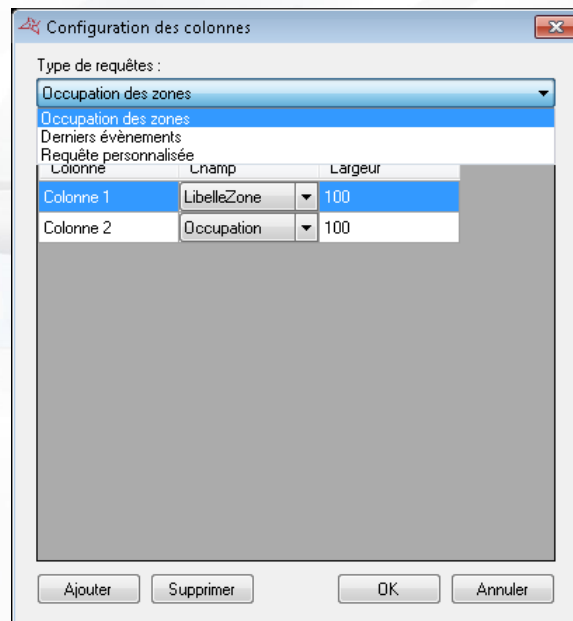 Configuration des colonnes
Type de requêtes :
Occupation des zones
Occupation des zones
Derniers évènements
Requête personnalisée
Colonne Champ Largeur
Colonne 1 LibelleZone 100
Colonne 2 Occupation 100
Ajouter Supprimer OK Annuler